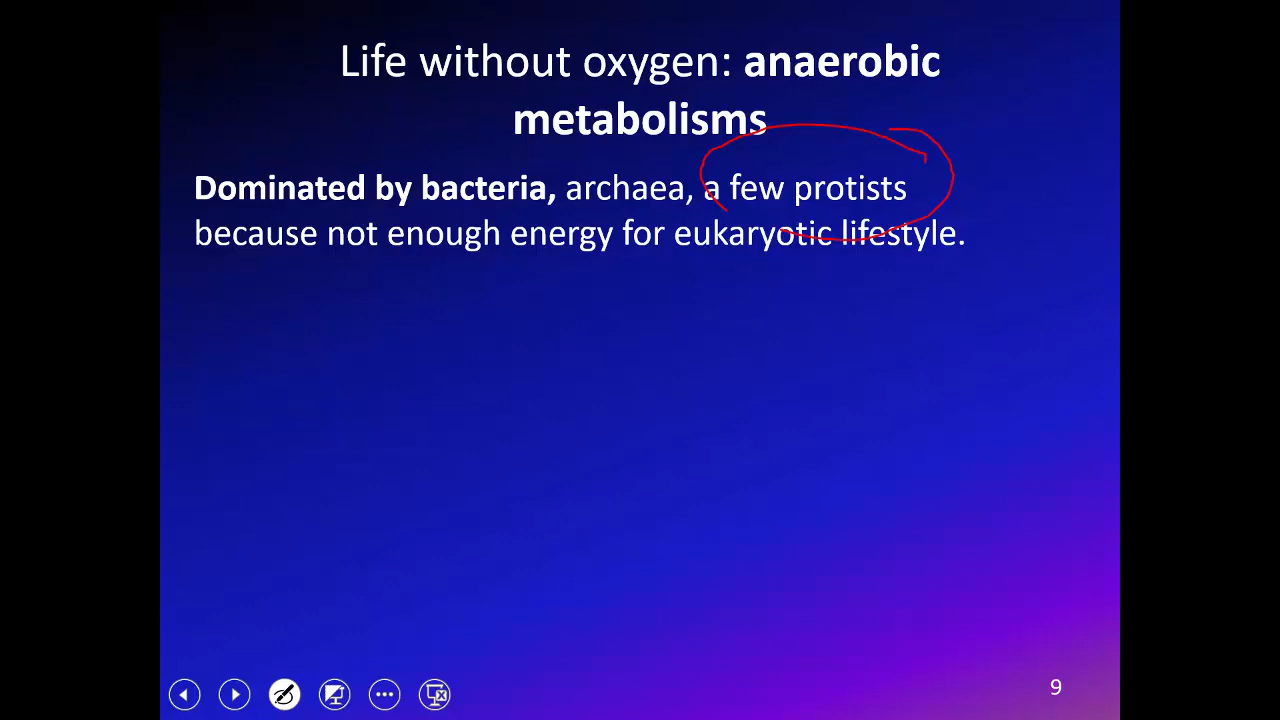 Life without oxygen: anaerobic
metabolisms
Dominated by bacteria, archaea, a few protists
because not enough energy for eukaryotic lifestyle.
9